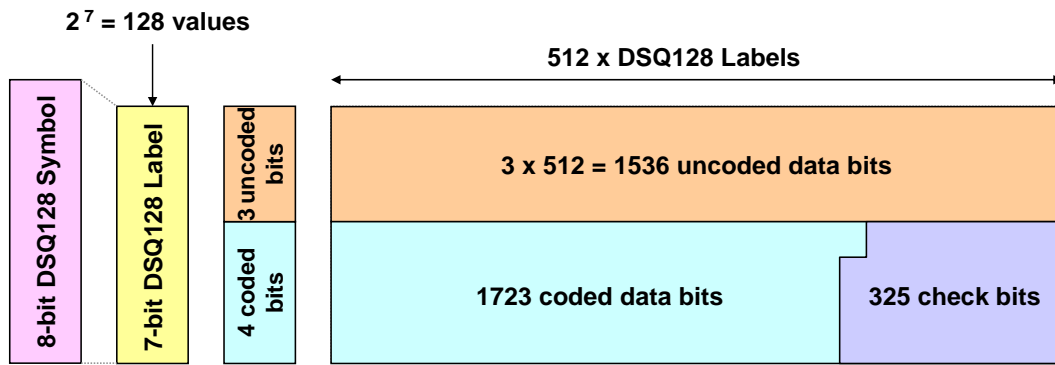 2⁷ = 128 values
512 x DSQ128 Labels
8-bit DSQ128 Symbol
7-bit DSQ128 Label
3 uncoded
bits
4 coded
bits
3 x 512 = 1536 uncoded data bits
1723 coded data bits
325 check bits